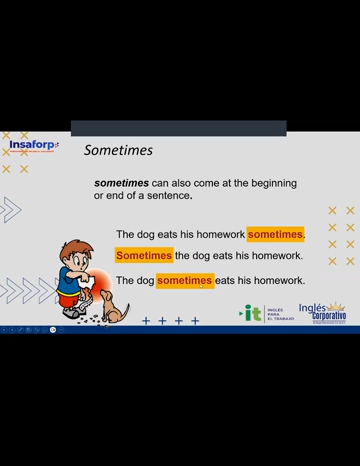 Insaforp
Sometimes
sometimes can also come at the beginning
or end of a sentence.
The dog eats his homework sometimes.
Sometimes the dog eats his homework.
The dog sometimes eats his homework.
it
INGLÉS
PARA
EL TRABAJO
Inglés
Corporativo